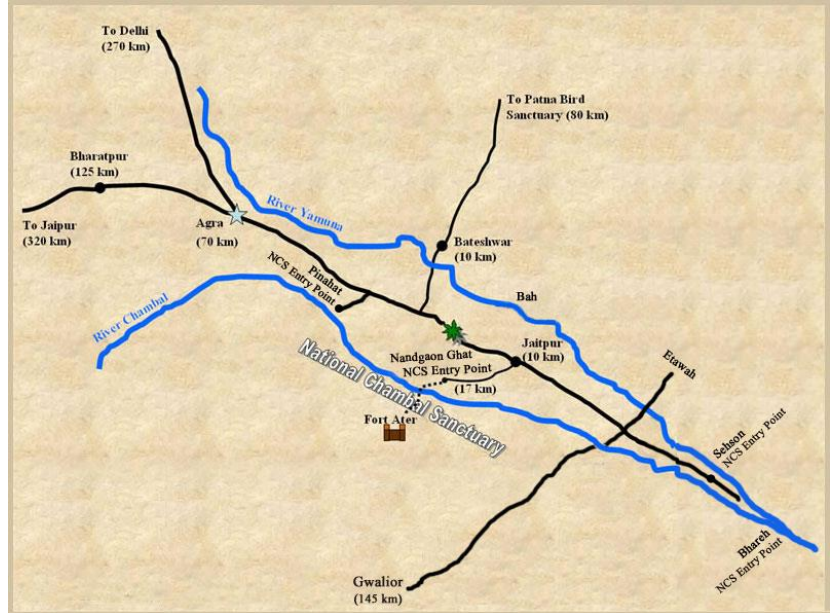 To Delhi
(270 km)
To Patna Bird
Sanctuary (80 km)
Bharatpur
(125 km)
River Yamuna
To Jaipur
(320 km)
Agra
(70 km)
Bateshwar
(10 km)
Pinahat
NCS Entry Point
Bah
River Chambal
National Chambal Sanctuary
Nandgaon Ghat
NCS Entry Point
(17 km)
Jaitpur
(10 km)
Etawah
Fort Ater
Sehson
NCS Entry Point
Bhareh
NCS Entry Point
Gwalior
(145 km)